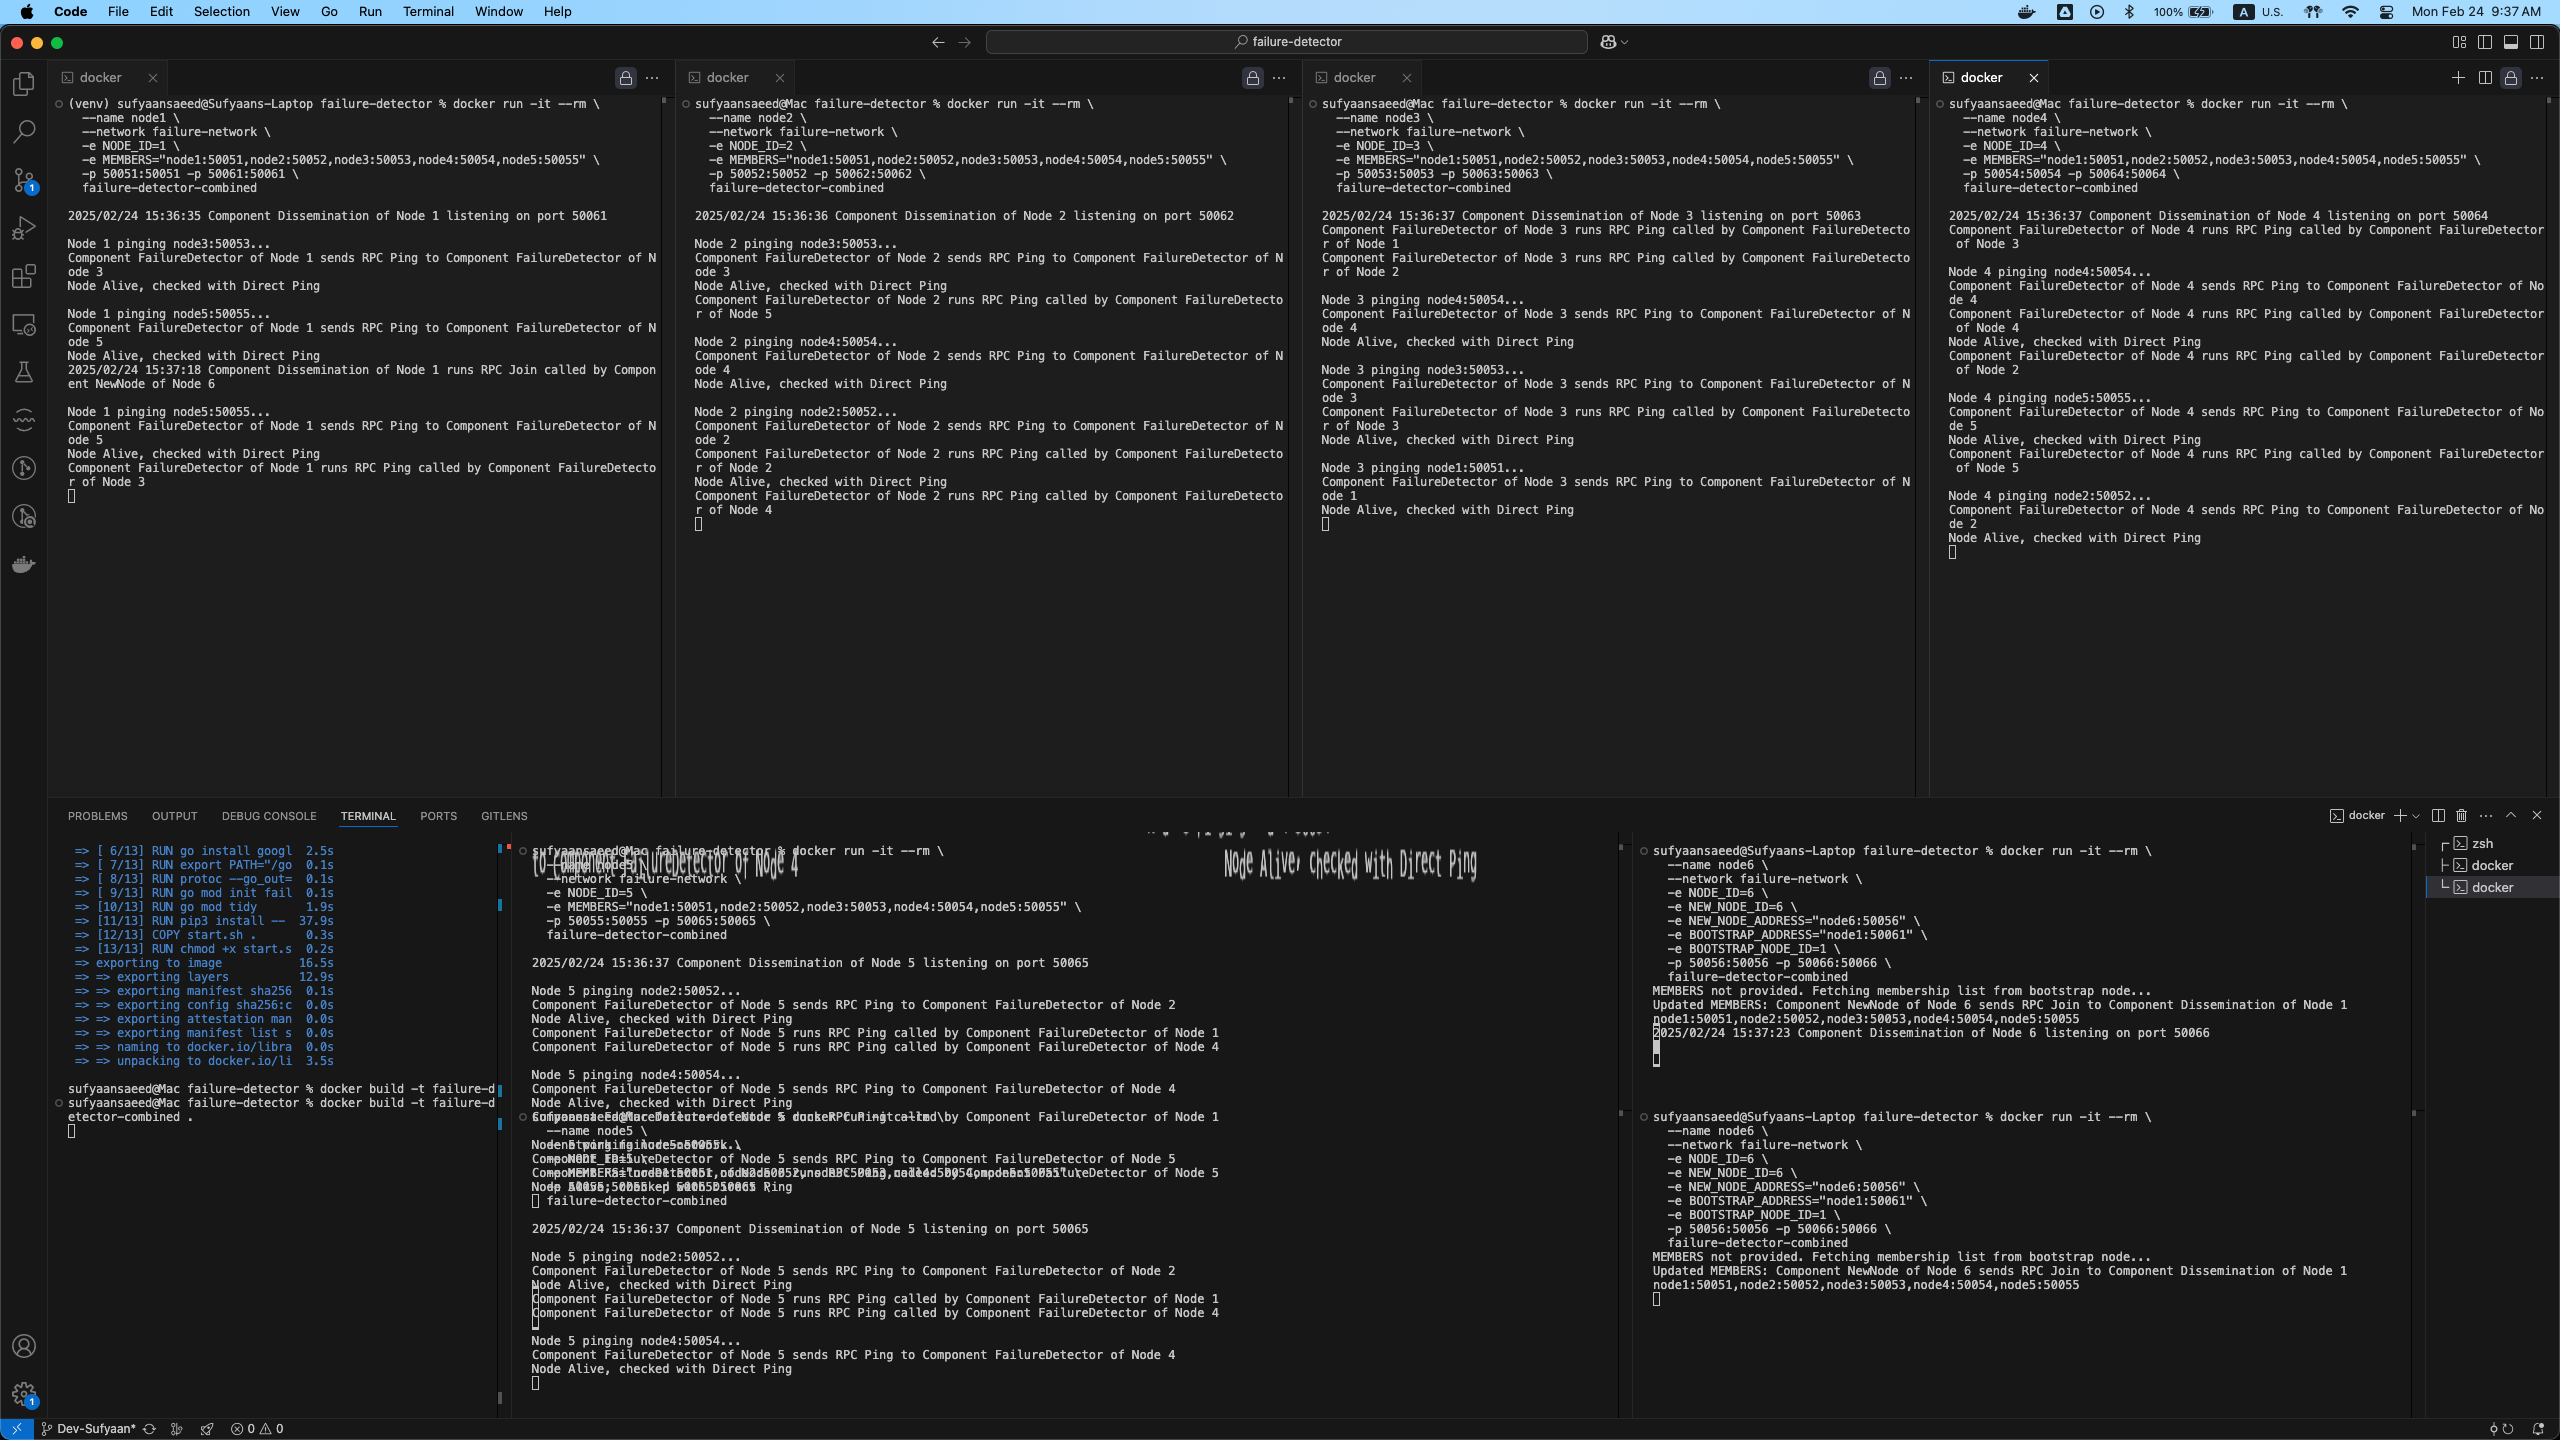 Code File Edit Selection View Go Run Terminal Window Help
100% A U.S. Mon Feb 24 9:37 AM
failure-detector
docker
(venv) sufyaansaeed@Sufyaans-Laptop failure-detector % docker run -it --rm \
--name node1 \
--network failure-network \
-e NODE_ID=1 \
-e MEMBERS="node1:50051,node2:50052,node3:50053,node4:50054,node5:50055" \
-p 50051:50051 -p 50061:50061 \
failure-detector-combined
2025/02/24 15:36:35 Component Dissemination of Node 1 listening on port 50061
Node 1 pinging node3:50053...
Component FailureDetector of Node 1 sends RPC Ping to Component FailureDetector of N
ode 3
Node Alive, checked with Direct Ping
Node 1 pinging node5:50055...
Component FailureDetector of Node 1 sends RPC Ping to Component FailureDetector of N
ode 5
Node Alive, checked with Direct Ping
2025/02/24 15:37:18 Component Dissemination of Node 1 runs RPC Join called by Compon
ent NewNode of Node 6
Node 1 pinging node5:50055...
Component FailureDetector of Node 1 sends RPC Ping to Component FailureDetector of N
ode 5
Node Alive, checked with Direct Ping
Component FailureDetector of Node 1 runs RPC Ping called by Component FailureDetecto
r of Node 3
docker
sufyaansaeed@Mac failure-detector % docker run -it --rm \
--name node2 \
--network failure-network \
-e NODE_ID=2 \
-e MEMBERS="node1:50051,node2:50052,node3:50053,node4:50054,node5:50055" \
-p 50052:50052 -p 50062:50062 \
failure-detector-combined
2025/02/24 15:36:36 Component Dissemination of Node 2 listening on port 50062
Node 2 pinging node3:50053...
Component FailureDetector of Node 2 sends RPC Ping to Component FailureDetector of N
ode 3
Node Alive, checked with Direct Ping
Component FailureDetector of Node 2 runs RPC Ping called by Component FailureDetecto
r of Node 5
Node 2 pinging node4:50054...
Component FailureDetector of Node 2 sends RPC Ping to Component FailureDetector of N
ode 4
Node Alive, checked with Direct Ping
Node 2 pinging node2:50052...
Component FailureDetector of Node 2 sends RPC Ping to Component FailureDetector of N
ode 2
Component FailureDetector of Node 2 runs RPC Ping called by Component FailureDetecto
r of Node 2
Node Alive, checked with Direct Ping
Component FailureDetector of Node 2 runs RPC Ping called by Component FailureDetecto
r of Node 4
docker
sufyaansaeed@Mac failure-detector % docker run -it --rm \
--name node3 \
--network failure-network \
-e NODE_ID=3 \
-e MEMBERS="node1:50051,node2:50052,node3:50053,node4:50054,node5:50055" \
-p 50053:50053 -p 50063:50063 \
failure-detector-combined
2025/02/24 15:36:37 Component Dissemination of Node 3 listening on port 50063
Component FailureDetector of Node 3 runs RPC Ping called by Component FailureDetecto
r of Node 1
Component FailureDetector of Node 3 runs RPC Ping called by Component FailureDetecto
r of Node 2
Node 3 pinging node4:50054...
Component FailureDetector of Node 3 sends RPC Ping to Component FailureDetector of N
ode 4
Node Alive, checked with Direct Ping
Node 3 pinging node3:50053...
Component FailureDetector of Node 3 sends RPC Ping to Component FailureDetector of N
ode 3
Component FailureDetector of Node 3 runs RPC Ping called by Component FailureDetecto
r of Node 3
Node Alive, checked with Direct Ping
Node 3 pinging node1:50051...
Component FailureDetector of Node 3 sends RPC Ping to Component FailureDetector of N
ode 1
Node Alive, checked with Direct Ping
docker
sufyaansaeed@Mac failure-detector % docker run -it --rm \
--name node4 \
--network failure-network \
-e NODE_ID=4 \
-e MEMBERS="node1:50051,node2:50052,node3:50053,node4:50054,node5:50055" \
-p 50054:50054 -p 50064:50064 \
failure-detector-combined
2025/02/24 15:36:37 Component Dissemination of Node 4 listening on port 50064
Component FailureDetector of Node 4 runs RPC Ping called by Component FailureDetector
of Node 3
Node 4 pinging node4:50054...
Component FailureDetector of Node 4 sends RPC Ping to Component FailureDetector of No
de 4
Component FailureDetector of Node 4 runs RPC Ping called by Component FailureDetector
of Node 4
Node Alive, checked with Direct Ping
Component FailureDetector of Node 4 runs RPC Ping called by Component FailureDetector
of Node 2
Node 4 pinging node5:50055...
Component FailureDetector of Node 4 sends RPC Ping to Component FailureDetector of No
de 5
Node Alive, checked with Direct Ping
Component FailureDetector of Node 4 runs RPC Ping called by Component FailureDetector
of Node 5
Node 4 pinging node2:50052...
Component FailureDetector of Node 4 sends RPC Ping to Component FailureDetector of No
de 2
Node Alive, checked with Direct Ping
PROBLEMS OUTPUT DEBUG CONSOLE TERMINAL PORTS GITLENS
docker
=> [ 6/13] RUN go install googl 2.5s
=> [ 7/13] RUN export PATH="/go 0.1s
=> [ 8/13] RUN protoc --go_out= 0.1s
=> [ 9/13] RUN go mod init fail 0.1s
=> [10/13] RUN go mod tidy 1.9s
=> [11/13] RUN pip3 install -- 37.9s
=> [12/13] COPY start.sh . 0.3s
=> [13/13] RUN chmod +x start.s 0.2s
=> exporting to image 16.5s
=> => exporting layers 12.9s
=> => exporting manifest sha256 0.1s
=> => exporting config sha256:c 0.0s
=> => exporting attestation man 0.0s
=> => exporting manifest list s 0.0s
=> => naming to docker.io/libra 0.0s
=> => unpacking to docker.io/li 3.5s
sufyaansaeed@Mac failure-detector % docker build -t failure-d
sufyaansaeed@Mac failure-detector % docker build -t failure-d
etector-combined .
sufyaansaeed@Mac failure-detector % docker run -it --rm \
to Component FailureDetector of Node 4
Node Alive, checked with Direct Ping
--name node5 \
--network failure-network \
-e NODE_ID=5 \
-e MEMBERS="node1:50051,node2:50052,node3:50053,node4:50054,node5:50055" \
-p 50055:50055 -p 50065:50065 \
failure-detector-combined
2025/02/24 15:36:37 Component Dissemination of Node 5 listening on port 50065
Node 5 pinging node2:50052...
Component FailureDetector of Node 5 sends RPC Ping to Component FailureDetector of Node 2
Node Alive, checked with Direct Ping
Component FailureDetector of Node 5 runs RPC Ping called by Component FailureDetector of Node 1
Component FailureDetector of Node 5 runs RPC Ping called by Component FailureDetector of Node 4
Node 5 pinging node4:50054...
Component FailureDetector of Node 5 sends RPC Ping to Component FailureDetector of Node 4
Node Alive, checked with Direct Ping
by Component FailureDetector of Node 1
--name node5 \
sends RPC Ping to Component FailureDetector of Node 5
Detector of Node 5
failure-detector-combined
2025/02/24 15:36:37 Component Dissemination of Node 5 listening on port 50065
Node 5 pinging node2:50052...
Component FailureDetector of Node 5 sends RPC Ping to Component FailureDetector of Node 2
Node Alive, checked with Direct Ping
Component FailureDetector of Node 5 runs RPC Ping called by Component FailureDetector of Node 1
Component FailureDetector of Node 5 runs RPC Ping called by Component FailureDetector of Node 4
Node 5 pinging node4:50054...
Component FailureDetector of Node 5 sends RPC Ping to Component FailureDetector of Node 4
Node Alive, checked with Direct Ping
sufyaansaeed@Sufyaans-Laptop failure-detector % docker run -it --rm \
--name node6 \
--network failure-network \
-e NODE_ID=6 \
-e NEW_NODE_ID=6 \
-e NEW_NODE_ADDRESS="node6:50056" \
-e BOOTSTRAP_ADDRESS="node1:50061" \
-e BOOTSTRAP_NODE_ID=1 \
-p 50056:50056 -p 50066:50066 \
failure-detector-combined
MEMBERS not provided. Fetching membership list from bootstrap node...
Updated MEMBERS: Component NewNode of Node 6 sends RPC Join to Component Dissemination of Node 1
node1:50051,node2:50052,node3:50053,node4:50054,node5:50055
2025/02/24 15:37:23 Component Dissemination of Node 6 listening on port 50066
sufyaansaeed@Sufyaans-Laptop failure-detector % docker run -it --rm \
--name node6 \
--network failure-network \
-e NODE_ID=6 \
-e NEW_NODE_ID=6 \
-e NEW_NODE_ADDRESS="node6:50056" \
-e BOOTSTRAP_ADDRESS="node1:50061" \
-e BOOTSTRAP_NODE_ID=1 \
-p 50056:50056 -p 50066:50066 \
failure-detector-combined
MEMBERS not provided. Fetching membership list from bootstrap node...
Updated MEMBERS: Component NewNode of Node 6 sends RPC Join to Component Dissemination of Node 1
node1:50051,node2:50052,node3:50053,node4:50054,node5:50055
zsh
docker
docker
Dev-Sufyaan* 0 0
1
1